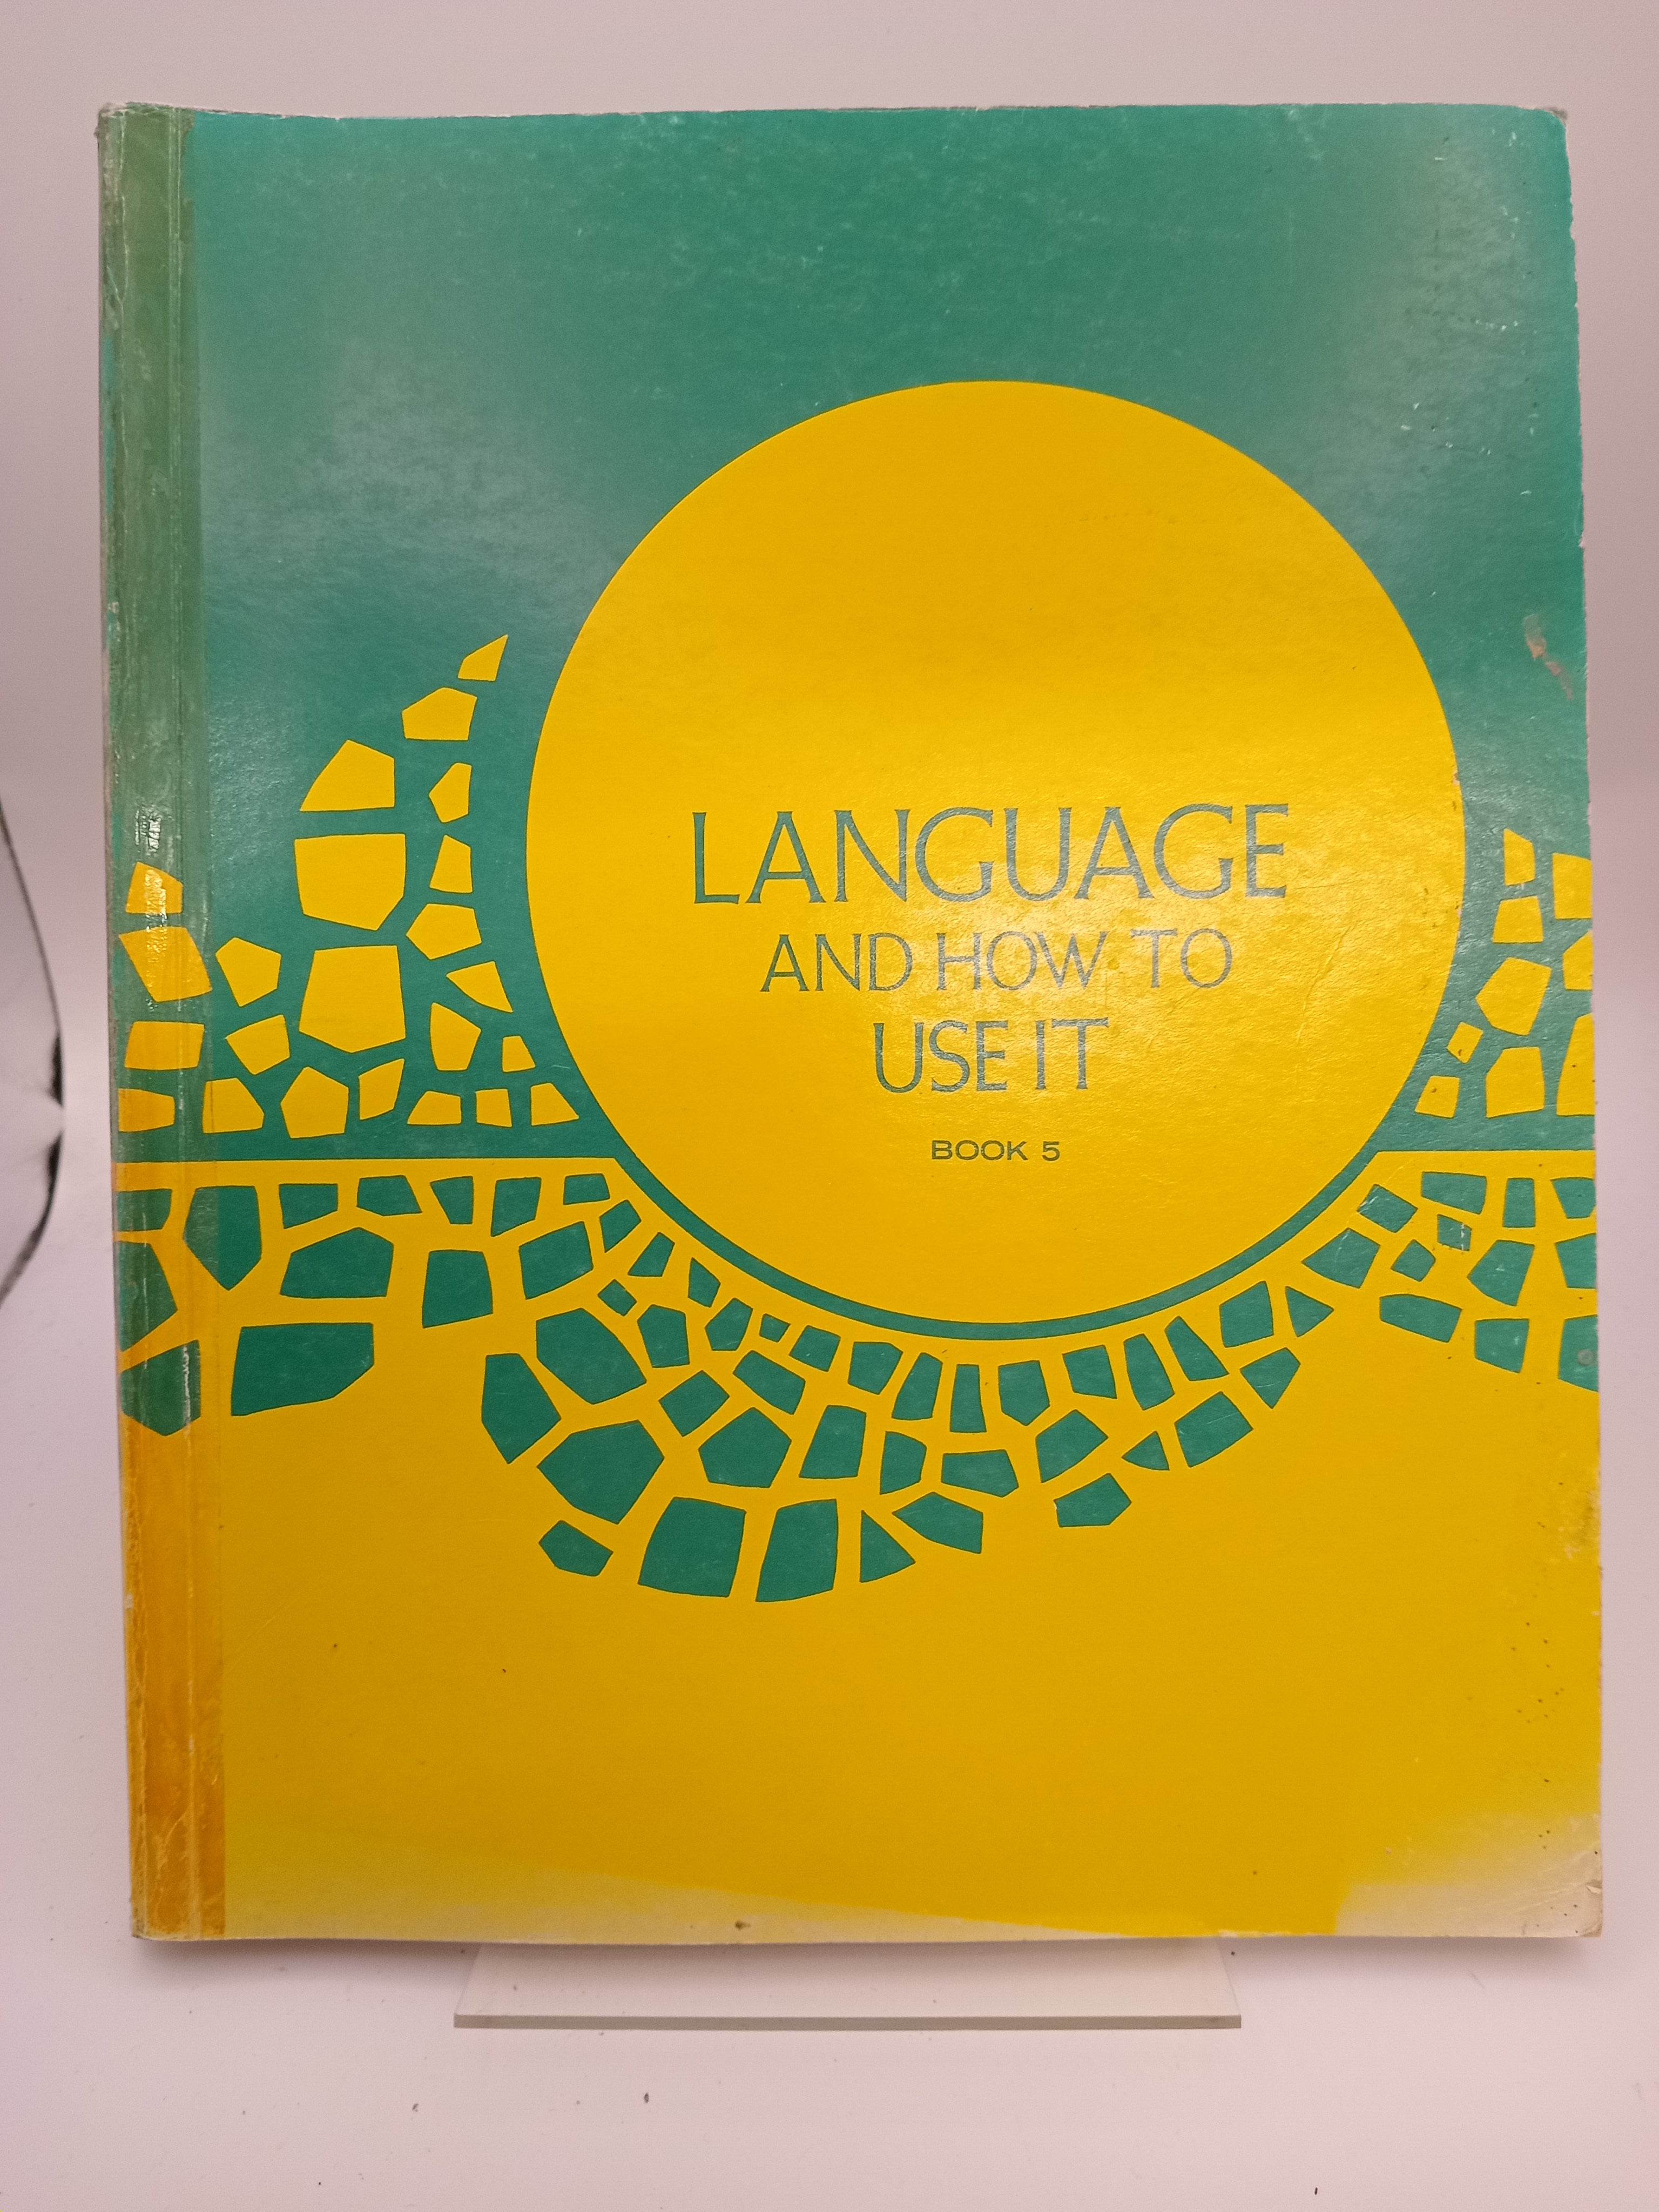 LANGUAGE
AND HOW TO
USE IT
BOOK 5